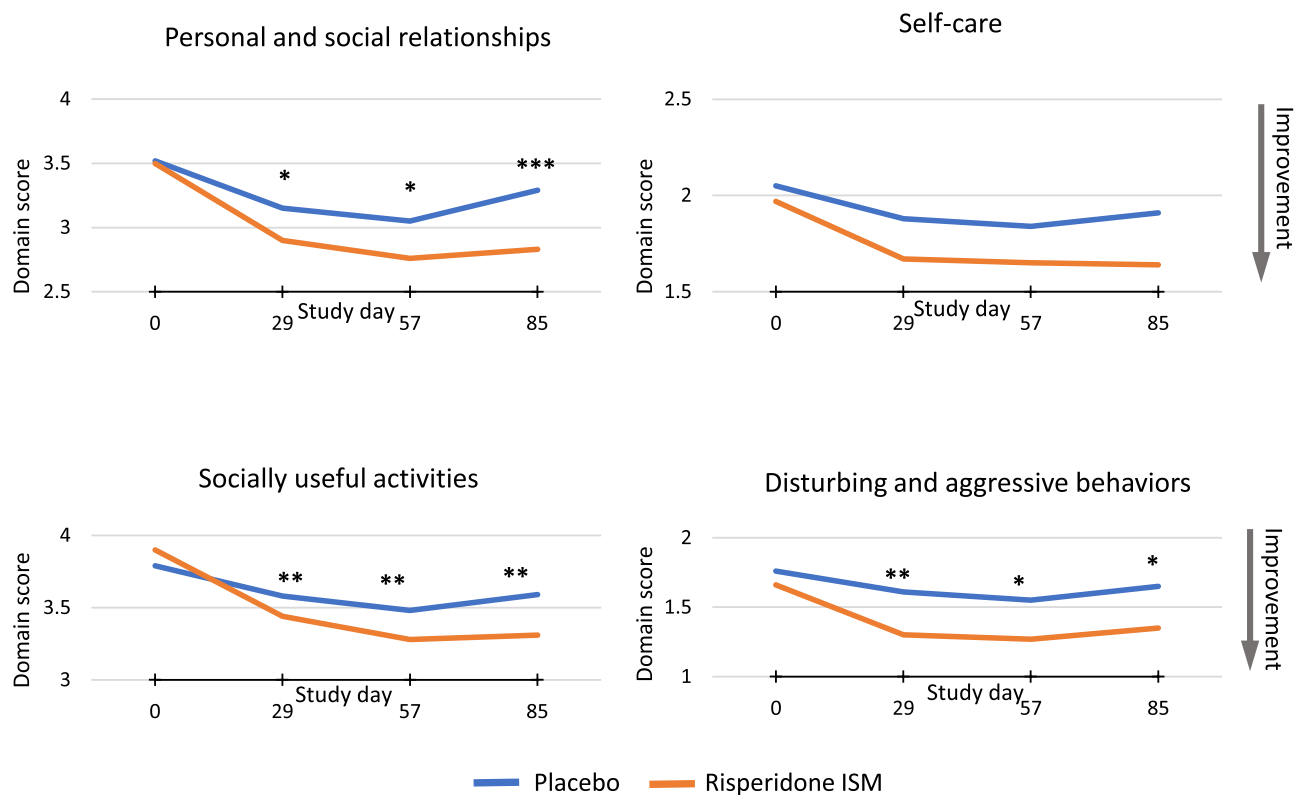 Personal and social relationships
4
3.5
3
2.5
Domain score
* * ***
Study day
0 29 57 85
Self-care
2.5
2
1.5
Domain score
Study day
0 29 57 85
Improvement
Socially useful activities
4
3.5
3
Domain score
** ** **
Study day
0 29 57 85
Disturbing and aggressive behaviors
2
1.5
1
Domain score
** * *
Study day
0 29 57 85
Improvement
Placebo Risperidone ISM